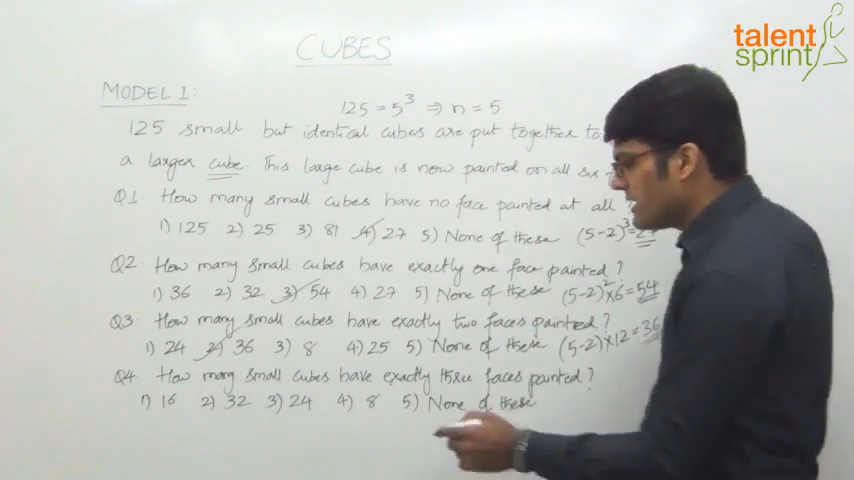 talent
sprint
CUBES
MODEL 1:
125 = 5³ ⇒ n = 5
125 small but identical cubes are put together to
a larger cube. This large cube is now painted on all six
Q1. How many small cubes have no face painted at all
1) 125 2) 25 3) 81 4) 27 5) None of these (5-2)³=27
Q2. How many small cubes have exactly one face painted?
1) 36 2) 32 3) 54 4) 27 5) None of these (5-2)²×6=54
Q3. How many small cubes have exactly two faces painted?
1) 24 2) 36 3) 8 4) 25 5) None of these (5-2)×12=36
Q4. How many small cubes have exactly three faces painted?
1) 16 2) 32 3) 24 4) 8 5) None of these